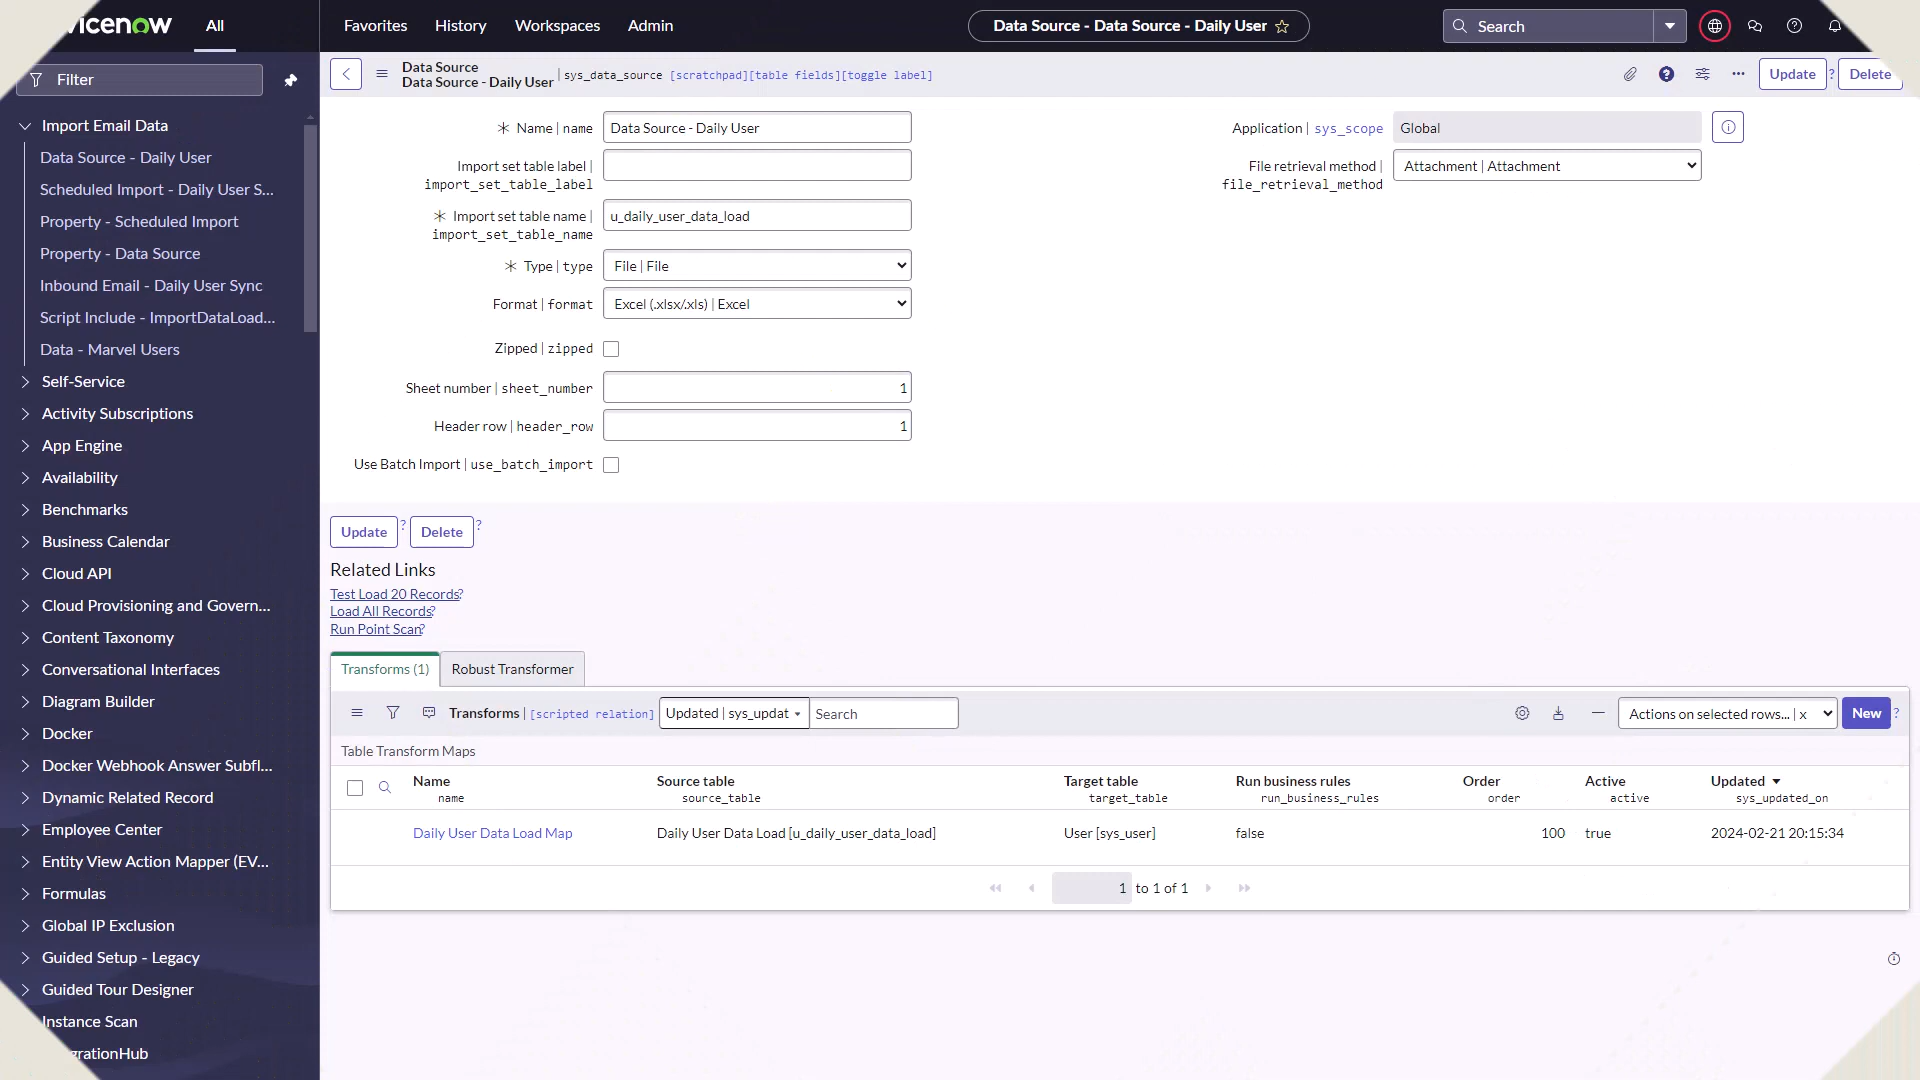 vicenow
All
Favorites
History
Workspaces
Admin
Data Source - Data Source - Daily User
Search
Filter
Import Email Data
Data Source - Daily User
Scheduled Import - Daily User S...
Property - Scheduled Import
Property - Data Source
Inbound Email - Daily User Sync
Script Include - ImportDataLoad...
Data - Marvel Users
Self-Service
Activity Subscriptions
App Engine
Availability
Benchmarks
Business Calendar
Cloud API
Cloud Provisioning and Govern...
Content Taxonomy
Conversational Interfaces
Diagram Builder
Docker
Docker Webhook Answer Subfl...
Dynamic Related Record
Employee Center
Entity View Action Mapper (EV...
Formulas
Global IP Exclusion
Guided Setup - Legacy
Guided Tour Designer
Instance Scan
grationHub
Data Source
Data Source - Daily User | sys_data_source [scratchpad][table fields][toggle label]
Update ?
Delete
Name | name
Data Source - Daily User
Import set table label |
import_set_table_label
Import set table name |
import_set_table_name
u_daily_user_data_load
Type | type
File | File
Format | format
Excel (.xlsx/.xls) | Excel
Zipped | zipped
Sheet number | sheet_number
1
Header row | header_row
1
Use Batch Import | use_batch_import
Application | sys_scope
Global
File retrieval method |
file_retrieval_method
Attachment | Attachment
Update ?
Delete ?
Related Links
Test Load 20 Records?
Load All Records?
Run Point Scan?
Transforms (1)
Robust Transformer
Transforms | [scripted relation]
Updated | sys_updat
Search
Actions on selected rows... | x
New ?
Table Transform Maps
Name
name
Source table
source_table
Target table
target_table
Run business rules
run_business_rules
Order
order
Active
active
Updated
sys_updated_on
Daily User Data Load Map
Daily User Data Load [u_daily_user_data_load]
User [sys_user]
false
100
true
2024-02-21 20:15:34
1 to 1 of 1